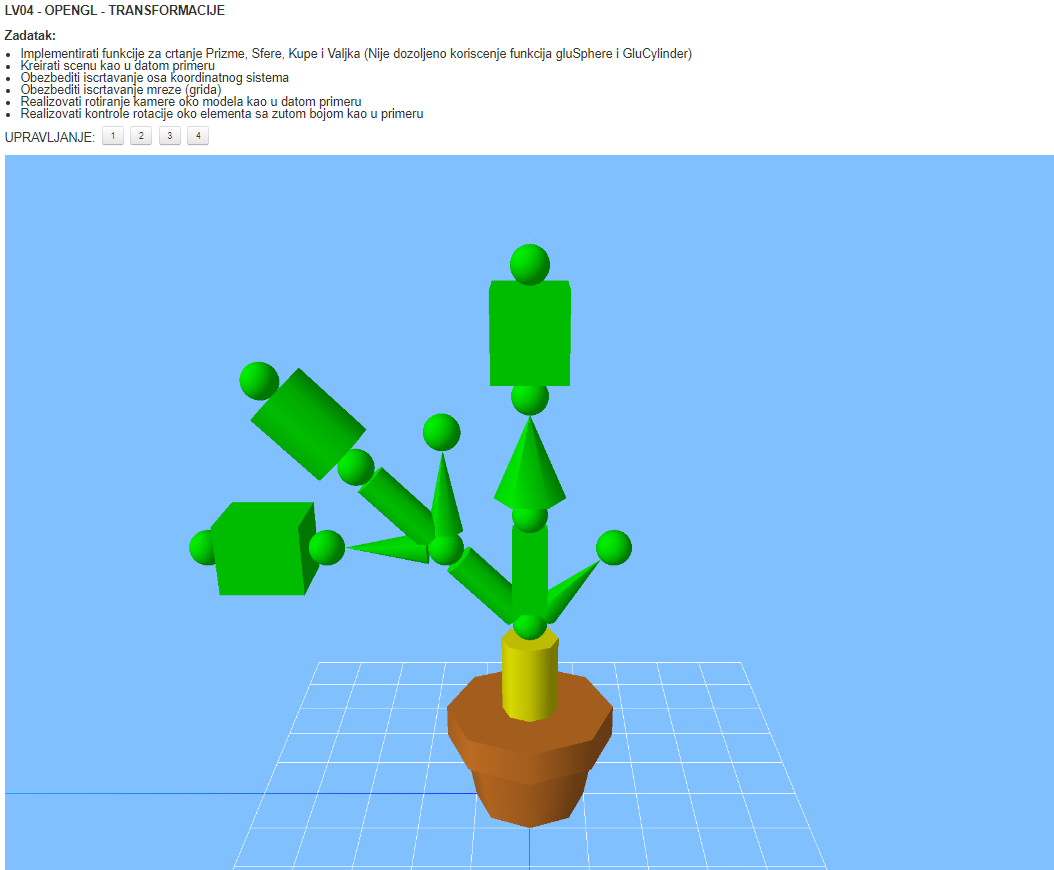 LV04 - OPENGL - TRANSFORMACIJE
Zadatak:
• Implementirati funkcije za crtanje Prizme, Sfere, Kupe i Valjka (Nije dozoljeno koriscenje funkcija gluSphere i GluCylinder)
• Kreirati scenu kao u datom primeru
• Obezbediti iscrtavanje osa koordinatnog sistema
• Obezbediti iscrtavanje mreze (grida)
• Realizovati rotiranje kamere oko modela kao u datom primeru
• Realizovati kontrole rotacije oko elementa sa zutom bojom kao u primeru
UPRAVLJANJE: 1 2 3 4